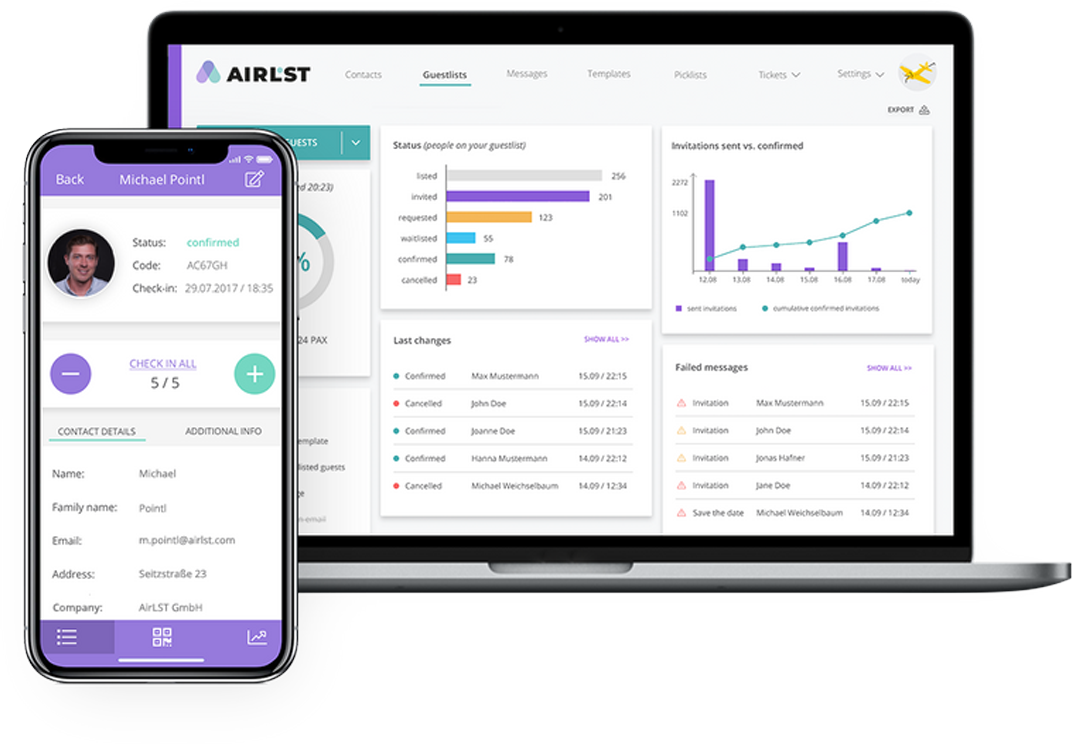 AIRLST
Contacts
Guestlists
Messages
Templates
Picklists
Tickets
Settings
EXPORT
Status (people on your guestlist)
listed 256
invited 201
requested 123
waitlisted 55
confirmed 78
cancelled 23
Invitations sent vs. confirmed
2272
1102
12.08 13.08 14.08 15.08 16.08 17.08 today
sent invitations cumulative confirmed invitations
Last changes SHOW ALL >>
Confirmed Max Mustermann 15.09 / 22:15
Cancelled John Doe 15.09 / 22:14
Confirmed Joanne Doe 15.09 / 21:23
Confirmed Hanna Mustermann 14.09 / 22:12
Cancelled Michael Weichselbaum 14.09 / 12:34
Failed messages SHOW ALL >>
Invitation Max Mustermann 15.09 / 22:15
Invitation John Doe 15.09 / 22:14
Invitation Jonas Hafner 15.09 / 21:23
Invitation Jane Doe 14.09 / 22:12
Save the date Michael Weichselbaum 14.09 / 12:34
20:23)
%
24 PAX
listed guests
Back Michael Pointl
Status: confirmed
Code: AC67GH
Check-in: 29.07.2017 / 18:35
CHECK IN ALL
5 / 5
CONTACT DETAILS ADDITIONAL INFO
Name: Michael
Family name: Pointl
Email: m.pointl@airlst.com
Address: Seitzstraße 23
Company: AirLST GmbH